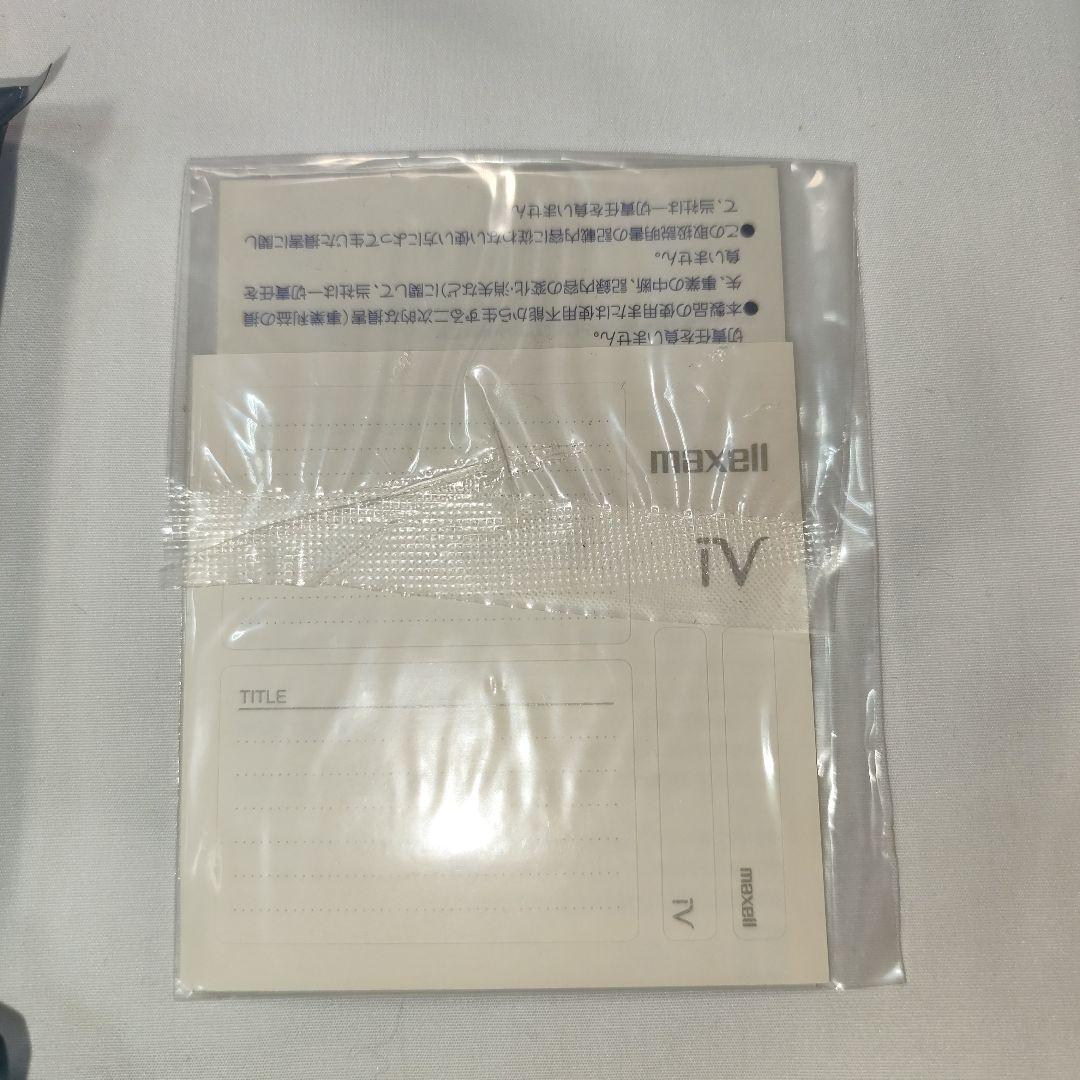 切責任を負いません。
●本製品の使用または使用不能から生ずる二次的な損害(事業利益の損
失、事業の中断、記録内容の変化・消失など)に関して、当社は一切責任を
負いません。
●この取扱説明書の記載内容に従わない使い方によって生じた損害に関し
て、当社は一切責任を負いません。
maxell
iV
TITLE
iV
maxell